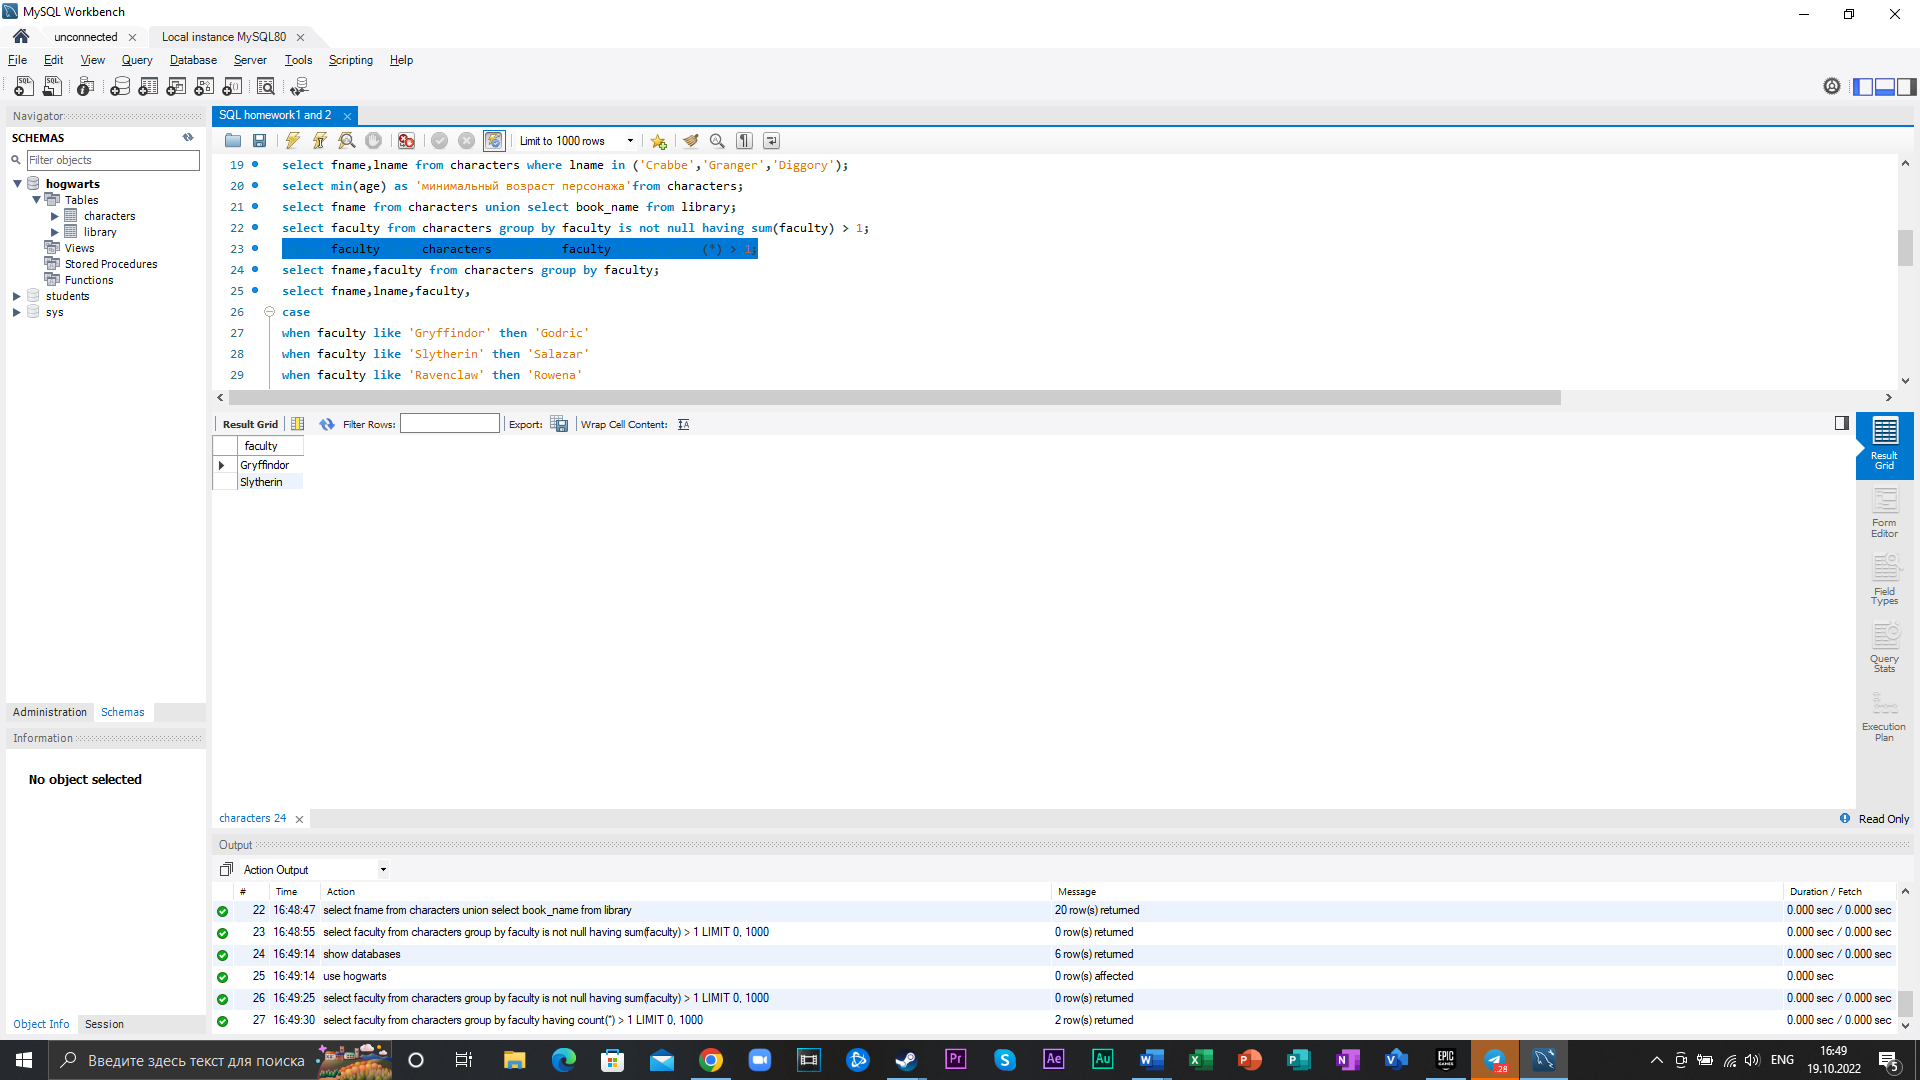 MySQL Workbench
unconnected
Local instance MySQL80
File Edit View Query Database Server Tools Scripting Help
Navigator
SCHEMAS
Filter objects
hogwarts
Tables
characters
library
Views
Stored Procedures
Functions
students
sys
Administration Schemas
Information
No object selected
Object Info Session
SQL homework1 and 2
Limit to 1000 rows
19 select fname,lname from characters where lname in ('Crabbe','Granger','Diggory');
20 select min(age) as 'минимальный возраст персонажа'from characters;
21 select fname from characters union select book_name from library;
22 select faculty from characters group by faculty is not null having sum(faculty) > 1;
23 faculty characters faculty (*) > 1;
24 select fname,faculty from characters group by faculty;
25 select fname,lname,faculty,
26 case
27 when faculty like 'Gryffindor' then 'Godric'
28 when faculty like 'Slytherin' then 'Salazar'
29 when faculty like 'Ravenclaw' then 'Rowena'
Result Grid Filter Rows: Export: Wrap Cell Content:
faculty
Gryffindor
Slytherin
Result Grid
Form Editor
Field Types
Query Stats
Execution Plan
characters 24
Read Only
Output
Action Output
# Time Action Message Duration / Fetch
22 16:48:47 select fname from characters union select book_name from library 20 row(s) returned 0.000 sec / 0.000 sec
23 16:48:55 select faculty from characters group by faculty is not null having sum(faculty) > 1 LIMIT 0, 1000 0 row(s) returned 0.000 sec / 0.000 sec
24 16:49:14 show databases 6 row(s) returned 0.000 sec / 0.000 sec
25 16:49:14 use hogwarts 0 row(s) affected 0.000 sec
26 16:49:25 select faculty from characters group by faculty is not null having sum(faculty) > 1 LIMIT 0, 1000 0 row(s) returned 0.000 sec / 0.000 sec
27 16:49:30 select faculty from characters group by faculty having count(*) > 1 LIMIT 0, 1000 2 row(s) returned 0.000 sec / 0.000 sec
Введите здесь текст для поиска
Pr
Ae
Au
EPIC GAMES
28
ENG
16:49
19.10.2022
5